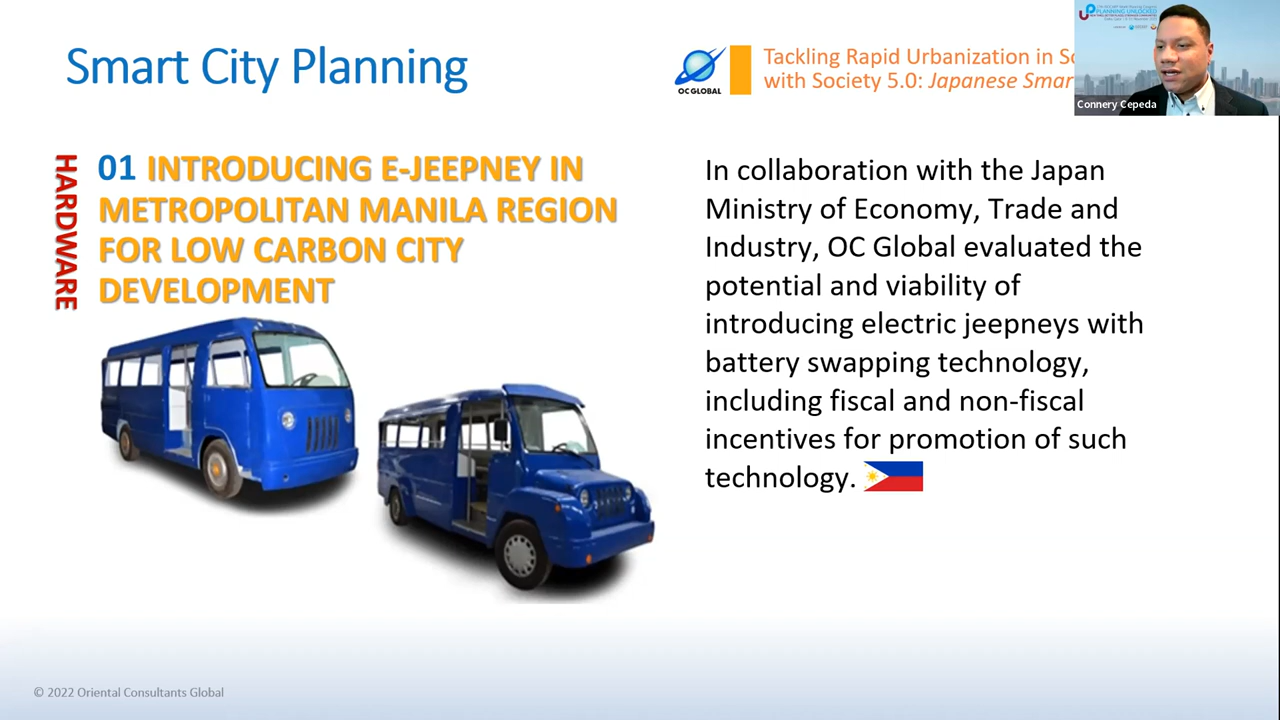 Smart City Planning
OC GLOBAL
Tackling Rapid Urbanization in
with Society 5.0: Japanese
PLANNING UNLOCKED
Connery Cepeda
HARDWARE
01 INTRODUCING E-JEEPNEY IN
METROPOLITAN MANILA REGION
FOR LOW CARBON CITY
DEVELOPMENT
In collaboration with the Japan
Ministry of Economy, Trade and
Industry, OC Global evaluated the
potential and viability of
introducing electric jeepneys with
battery swapping technology,
including fiscal and non-fiscal
incentives for promotion of such
technology.
© 2022 Oriental Consultants Global